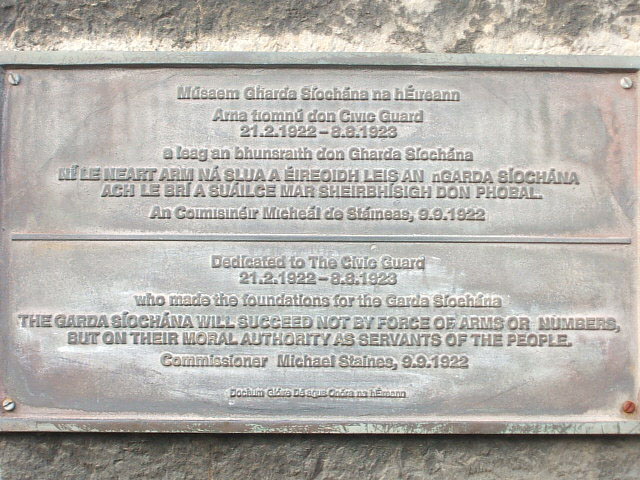 Músaem Gharda Síochána na hÉireann
Arna tiomnú don Civic Guard
21.2.1922 – 8.8.1923
a leag an bhunsraith don Gharda Síochána
NÍ LE NEART ARM NÁ SLUA A ÉIREOIDH LEIS AN nGARDA SÍOCHÁNA
ACH LE BRÍ A SUÁILCE MAR SHEIRBHÍSIGH DON PHOBAL.
An Coimisinéir Mícheál de Stáineas, 9.9.1922
Dedicated to The Civic Guard
21.2.1922 – 8.8.1923
who made the foundations for the Garda Síochána
THE GARDA SÍOCHÁNA WILL SUCCEED NOT BY FORCE OF ARMS OR NUMBERS,
BUT ON THEIR MORAL AUTHORITY AS SERVANTS OF THE PEOPLE.
Commissioner Michael Staines, 9.9.1922
Dochum Glóire Dé agus Onóra na hÉireann